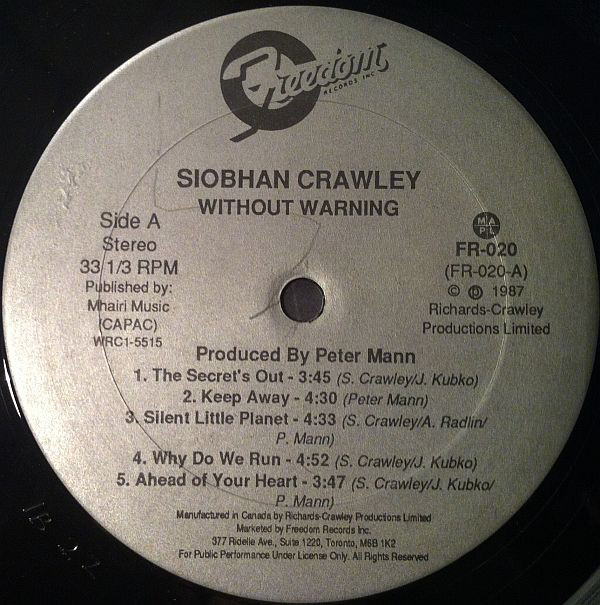 Freedom
RECORDS INC.
SIOBHAN CRAWLEY
WITHOUT WARNING
Side A
Stereo
33 1/3 RPM
Published by:
Mhairi Music
(CAPAC)
WRC1-5515
M A
P L
FR-020
(FR-020-A)
© ℗ 1987
Richards-Crawley
Productions Limited
Produced By Peter Mann
1. The Secret's Out - 3:45 (S. Crawley/J. Kubko)
2. Keep Away - 4:30 (Peter Mann)
3. Silent Little Planet - 4:33 (S. Crawley/A. Radlin/
P. Mann)
4. Why Do We Run - 4:52 (S. Crawley/J. Kubko)
5. Ahead of Your Heart - 3:47 (S. Crawley/J. Kubko/
P. Mann)
Manufactured in Canada by Richards-Crawley Productions Limited
Marketed by Freedom Records Inc.
377 Ridelle Ave., Suite 1220, Toronto, M6B 1K2
For Public Performance Under License Only. All Rights Reserved